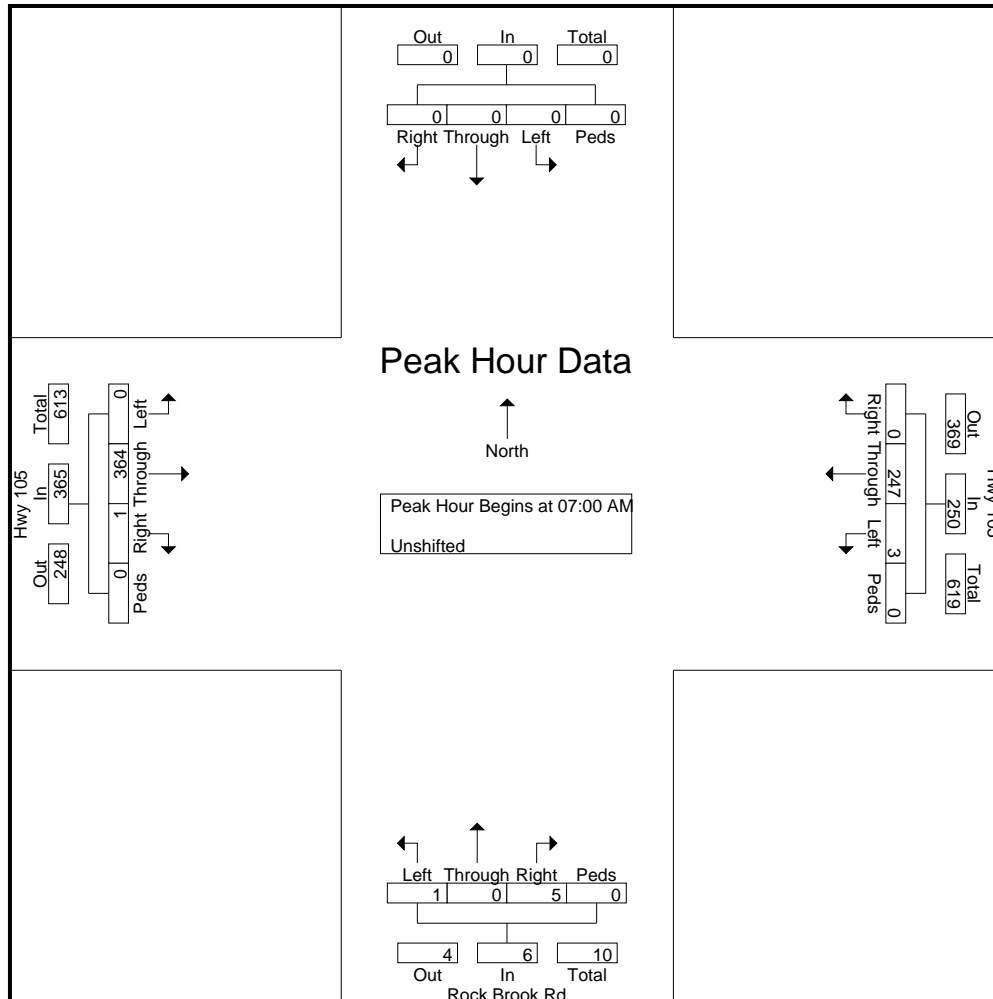 Out In Total
0 0 0
0 0 0 0
Right Through Left Peds
Peak Hour Data
North
Peak Hour Begins at 07:00 AM
Unshifted
Hwy 105
Out In Total
248 365 613
0 364 1 0
Left Through Right Peds
Out In Total
369 250 619
0 247 3 0
Right Through Left Peds
Left Through Right Peds
1 0 5 0
4 6 10
Out In Total
Rock Brook Rd